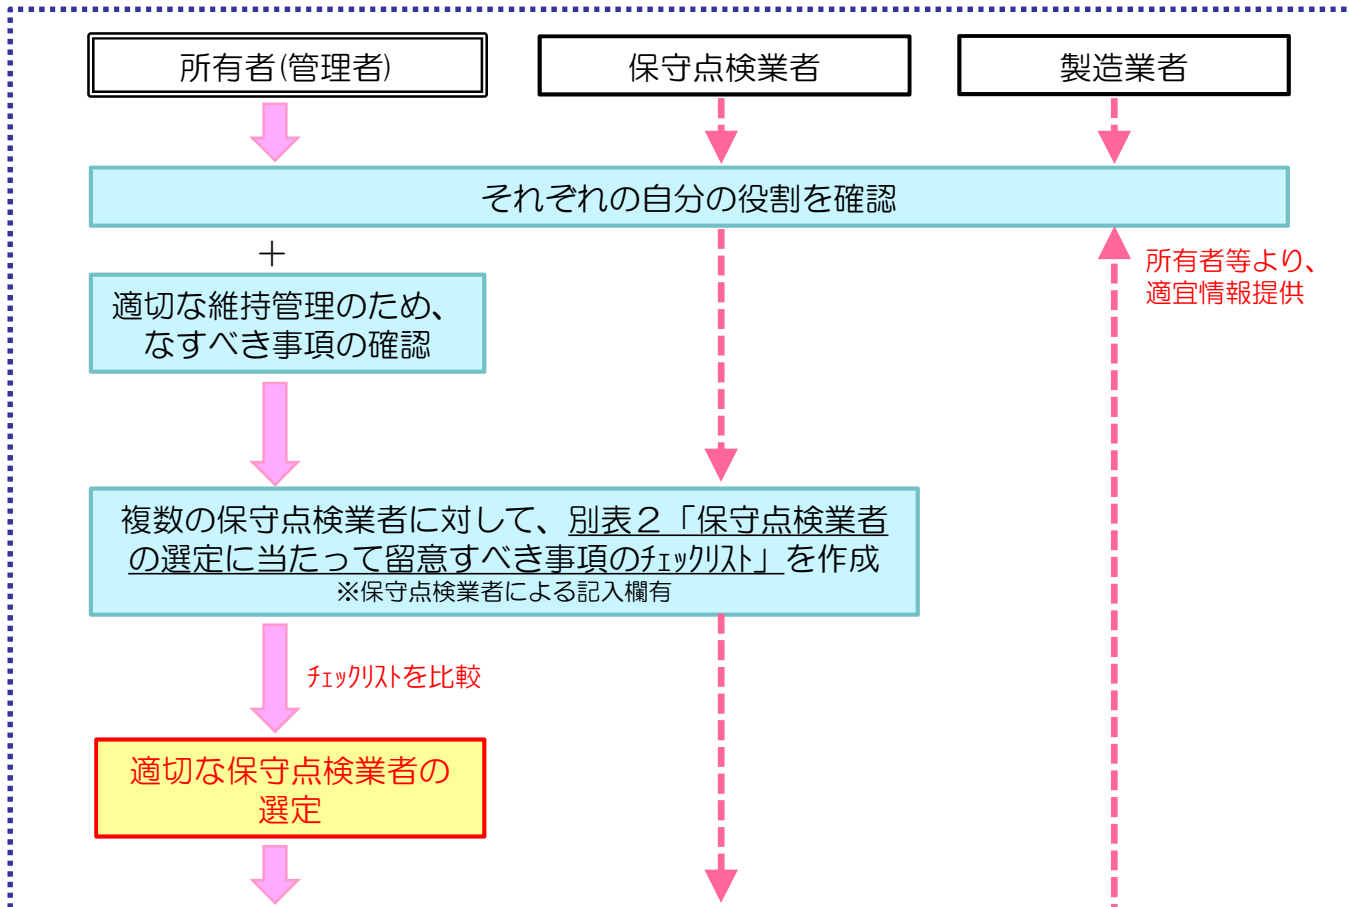 所有者(管理者)
保守点検業者
製造業者
それぞれの自分の役割を確認
+
適切な維持管理のため、
なすべき事項の確認
所有者等より、
適宜情報提供
複数の保守点検業者に対して、別表2「保守点検業者
の選定に当たって留意すべき事項のﾁｪｯｸﾘｽﾄ」を作成
※保守点検業者による記入欄有
ﾁｪｯｸﾘｽﾄを比較
適切な保守点検業者の
選定